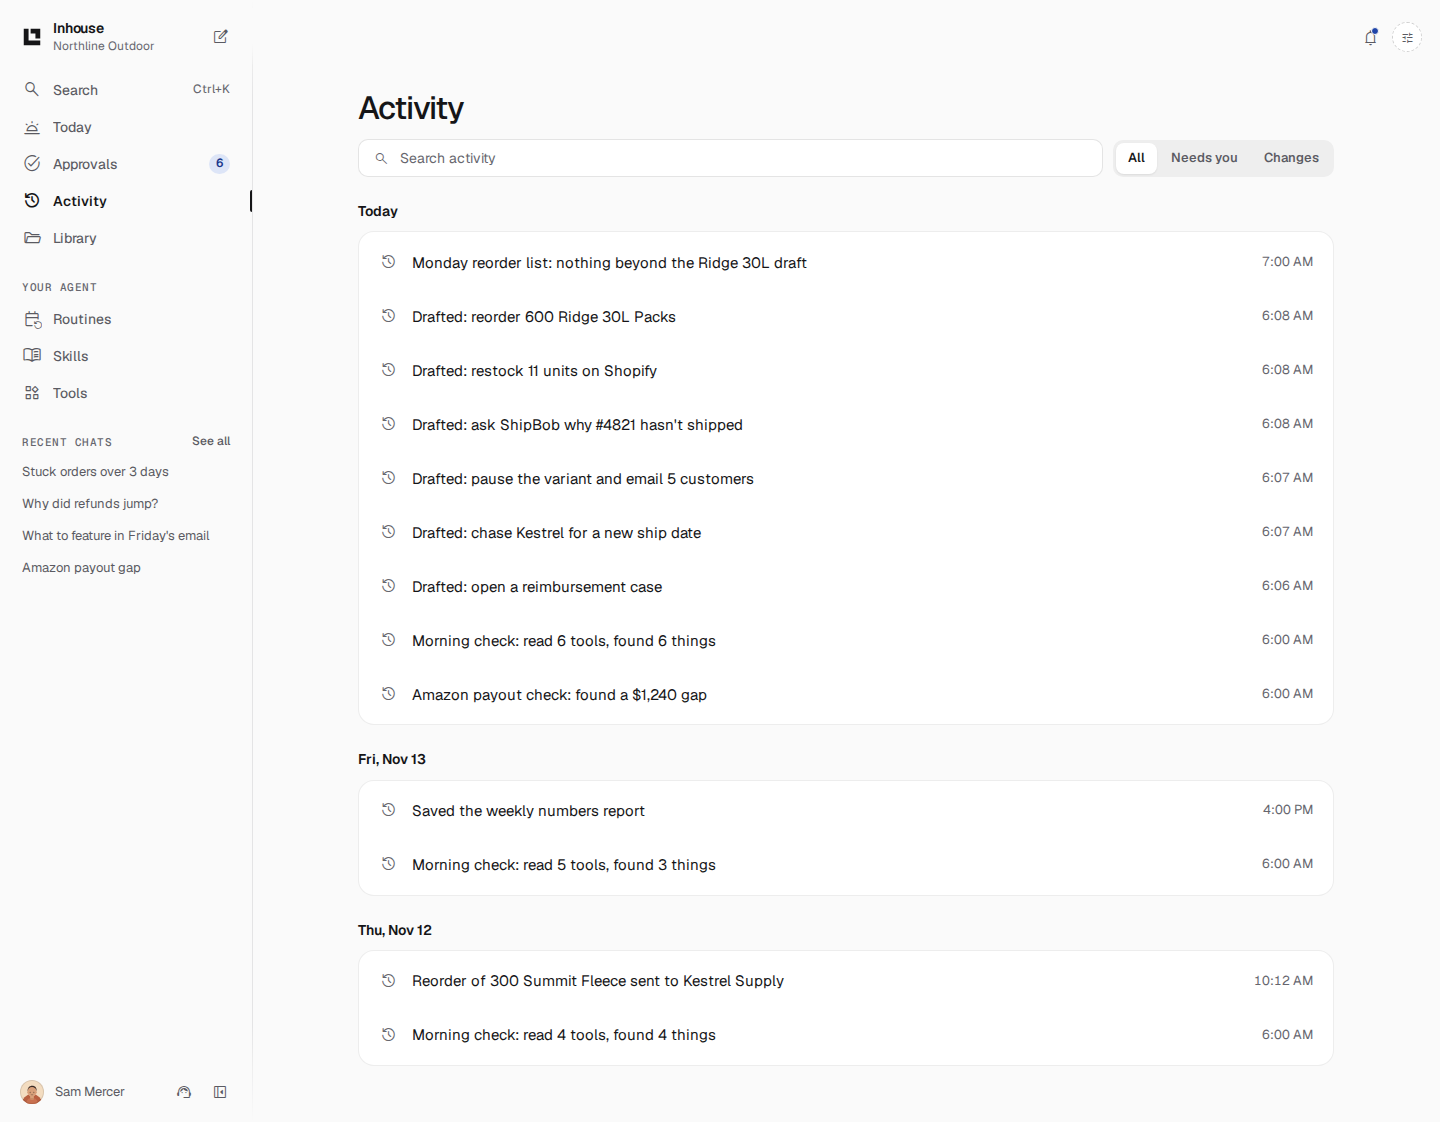 Inhouse
Northline Outdoor
Search Ctrl+K
Today
Approvals 6
Activity
Library
YOUR AGENT
Routines
Skills
Tools
RECENT CHATS See all
Stuck orders over 3 days
Why did refunds jump?
What to feature in Friday's email
Amazon payout gap
Sam Mercer
Activity
Search activity
All Needs you Changes
Today
Monday reorder list: nothing beyond the Ridge 30L draft 7:00 AM
Drafted: reorder 600 Ridge 30L Packs 6:08 AM
Drafted: restock 11 units on Shopify 6:08 AM
Drafted: ask ShipBob why #4821 hasn't shipped 6:08 AM
Drafted: pause the variant and email 5 customers 6:07 AM
Drafted: chase Kestrel for a new ship date 6:07 AM
Drafted: open a reimbursement case 6:06 AM
Morning check: read 6 tools, found 6 things 6:00 AM
Amazon payout check: found a $1,240 gap 6:00 AM
Fri, Nov 13
Saved the weekly numbers report 4:00 PM
Morning check: read 5 tools, found 3 things 6:00 AM
Thu, Nov 12
Reorder of 300 Summit Fleece sent to Kestrel Supply 10:12 AM
Morning check: read 4 tools, found 4 things 6:00 AM